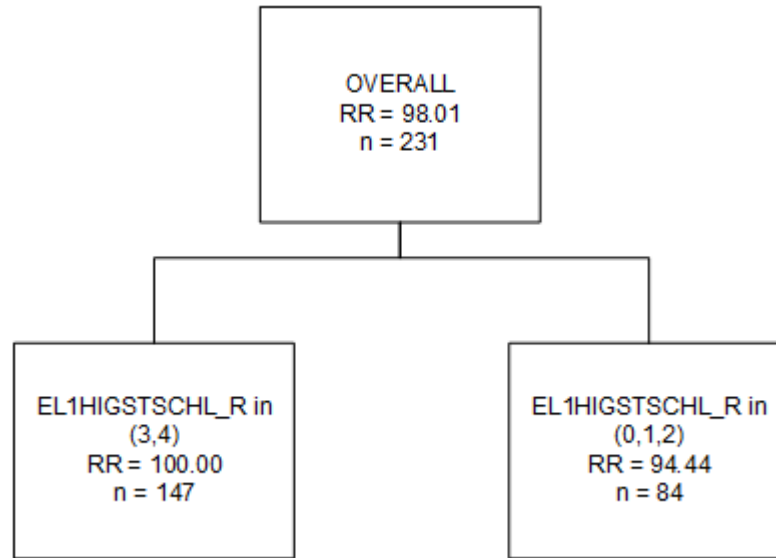 OVERALL
RR = 98.01
n = 231
EL1HIGSTSCHL_R in
(3,4)
RR = 100.00
n = 147
EL1HIGSTSCHL_R in
(0,1,2)
RR = 94.44
n = 84